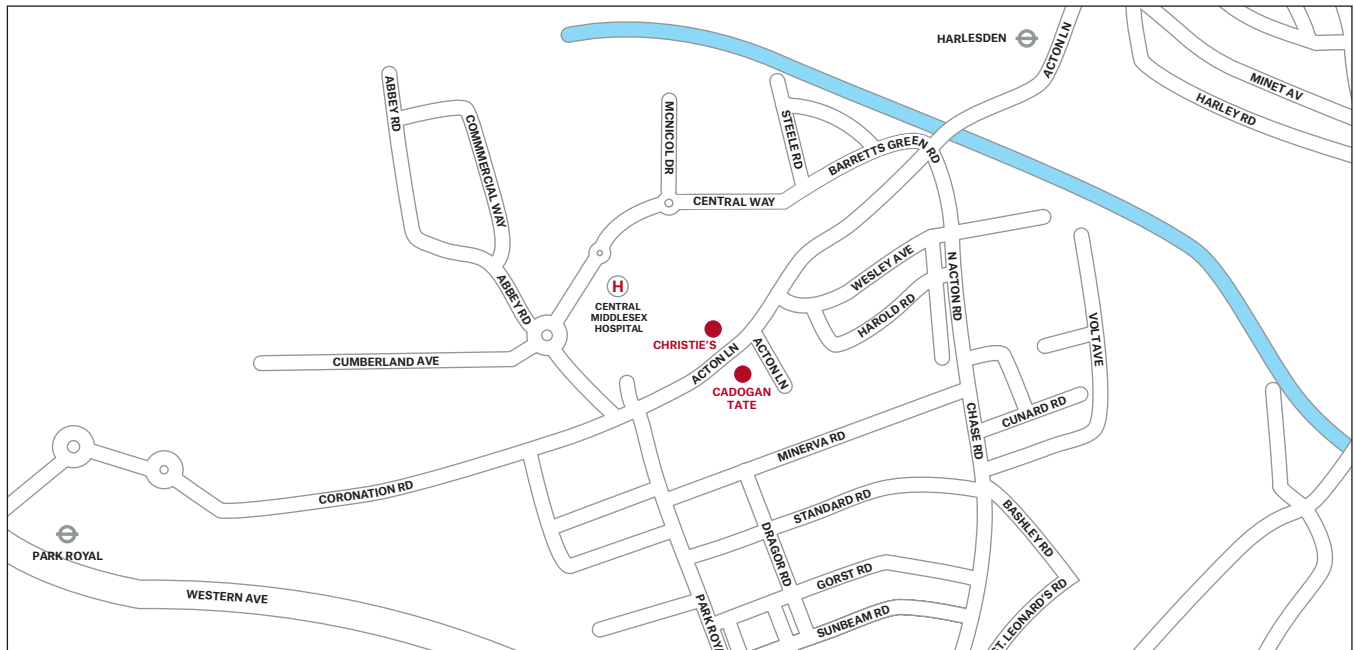 HARLESDEN
ACTON LN
MINET AV
HARLEY RD
ABBEY RD
COMMMERCIAL WAY
MCNICOL DR
STEELE RD
BARRETTS GREEN RD
CENTRAL WAY
ABBEY RD
H
CENTRAL
MIDDLESEX
HOSPITAL
WESLEY AVE
HAROLD RD
N ACTON RD
VOLT AVE
CHRISTIE'S
ACTON LN
ACTON LN
CADOGAN
TATE
CUMBERLAND AVE
CUNARD RD
CHASE RD
MINERVA RD
CORONATION RD
STANDARD RD
DRAGOR RD
BASHLEY RD
PARK ROYAL
GORST RD
WESTERN AVE
PARK ROYA
SUNBEAM RD
ST. LEONARD'S RD